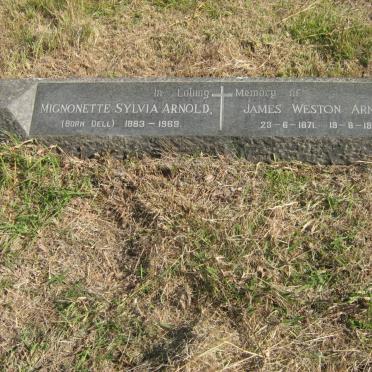 In Loving Memory of
MIGNONETTE SYLVIA ARNOLD,
(BORN DELL) 1883 - 1969.
JAMES WESTON
23-6-1871.